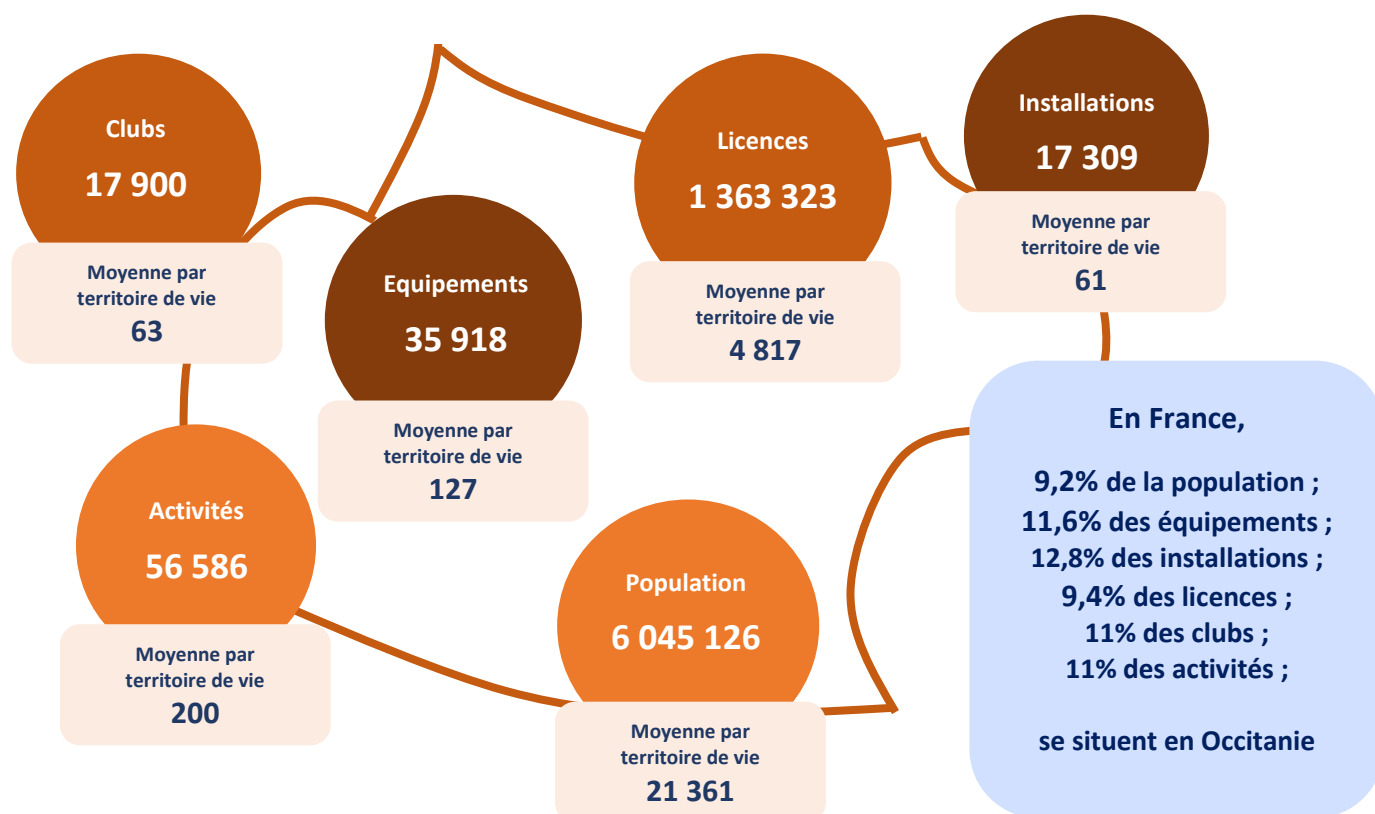 Clubs
17 900
Moyenne par
territoire de vie
63
Equipements
35 918
Moyenne par
territoire de vie
127
Licences
1 363 323
Moyenne par
territoire de vie
4 817
Installations
17 309
Moyenne par
territoire de vie
61
Activités
56 586
Moyenne par
territoire de vie
200
Population
6 045 126
Moyenne par
territoire de vie
21 361
En France,
9,2% de la population ;
11,6% des équipements ;
12,8% des installations ;
9,4% des licences ;
11% des clubs ;
11% des activités ;
se situent en Occitanie